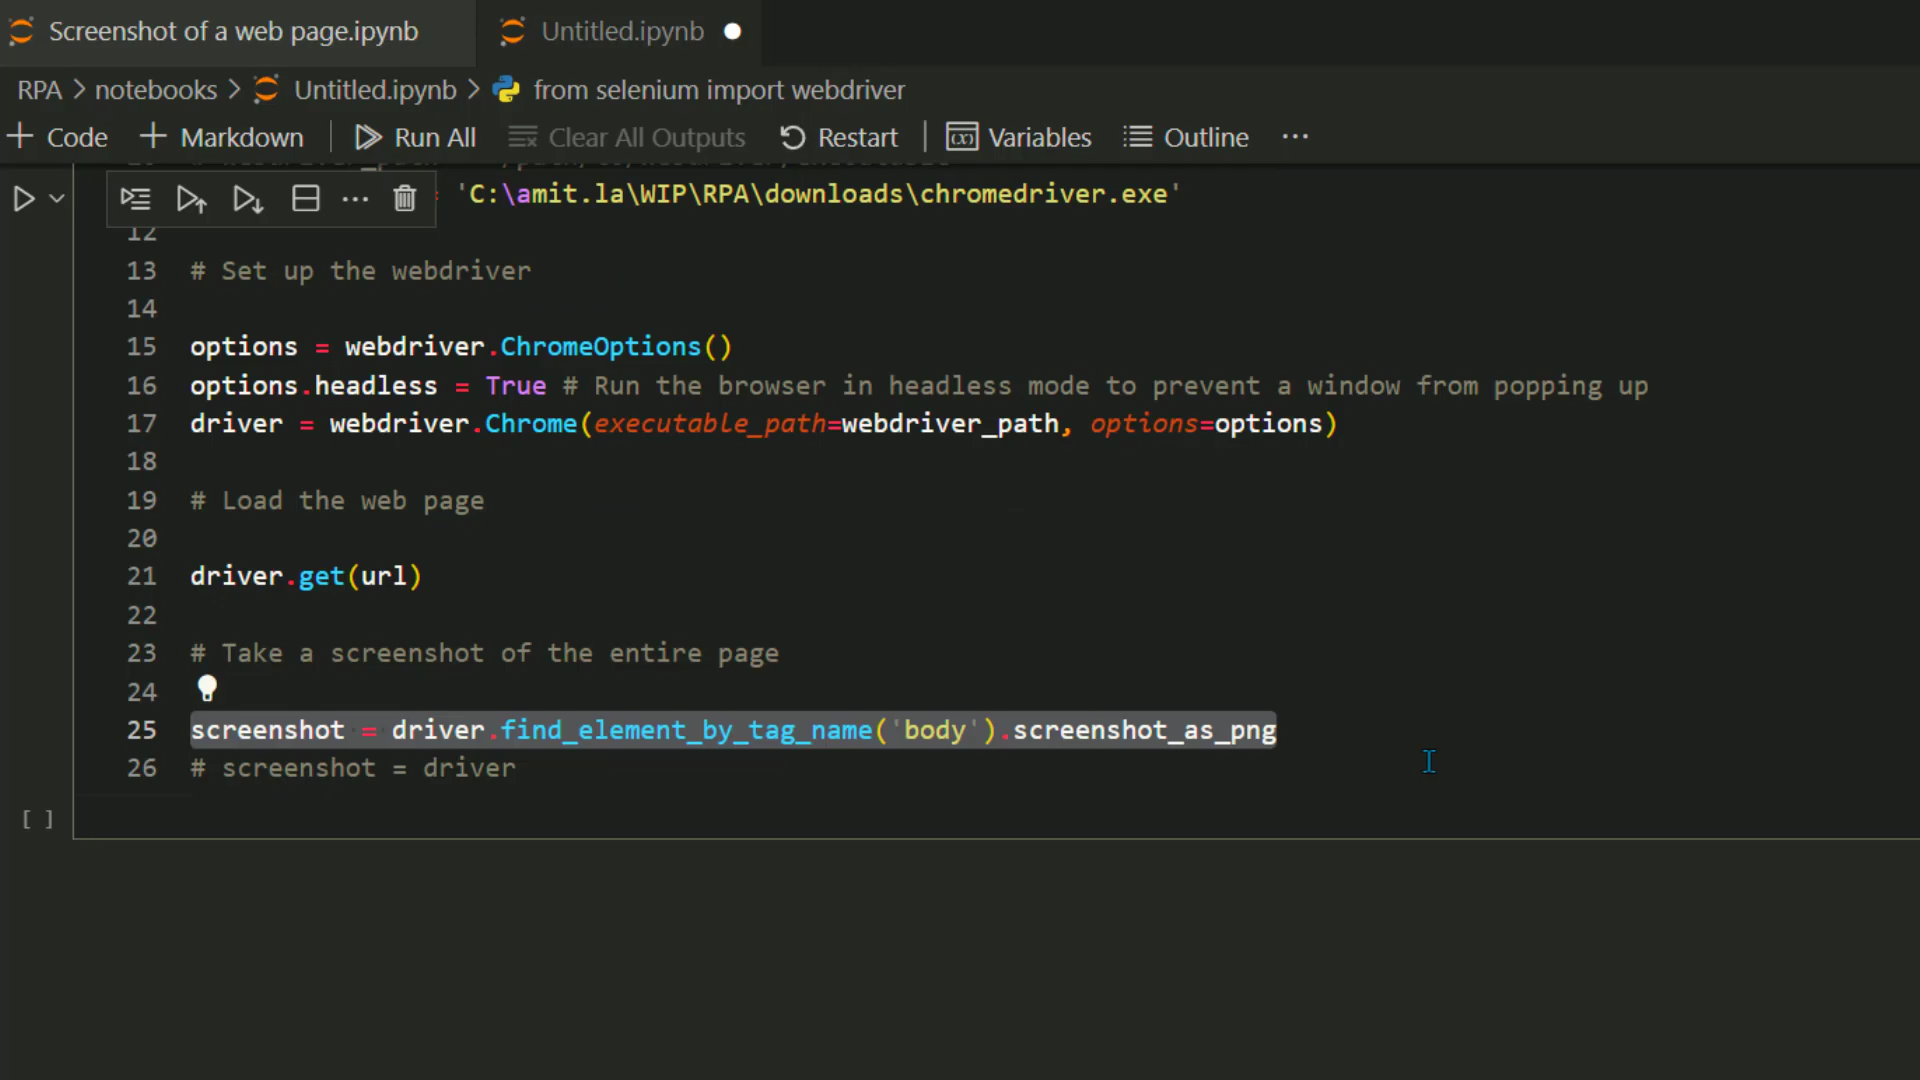 Screenshot of a web page.ipynb
Untitled.ipynb
RPA > notebooks > Untitled.ipynb > from selenium import webdriver
+ Code + Markdown Run All Clear All Outputs Restart Variables Outline ...
'C:\amit.la\WIP\RPA\downloads\chromedriver.exe'
12
13 # Set up the webdriver
14
15 options = webdriver.ChromeOptions()
16 options.headless = True # Run the browser in headless mode to prevent a window from popping up
17 driver = webdriver.Chrome(executable_path=webdriver_path, options=options)
18
19 # Load the web page
20
21 driver.get(url)
22
23 # Take a screenshot of the entire page
24
25 screenshot = driver.find_element_by_tag_name('body').screenshot_as_png
26 # screenshot = driver
[ ]